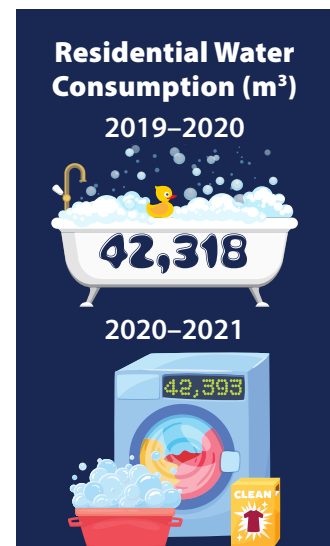 Residential Water
Consumption (m³)
2019–2020
42,318
2020–2021
42,393
CLEAN